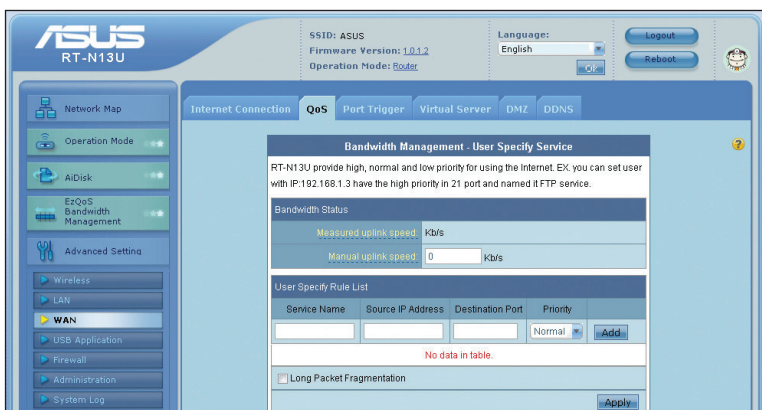 ASUS
RT-N13U
SSID: ASUS
Firmware Version: 1.0.1.2
Operation Mode: Router
Language:
English
Ok
Logout
Reboot
Network Map
Operation Mode
AiDisk
EzQoS
Bandwidth
Management
Advanced Setting
Wireless
LAN
WAN
USB Application
Firewall
Administration
System Log
Internet Connection QoS Port Trigger Virtual Server DMZ DDNS
Bandwidth Management - User Specify Service
RT-N13U provide high, normal and low priority for using the Internet. EX. you can set user
with IP:192.168.1.3 have the high priority in 21 port and named it FTP service.
Bandwidth Status
Measured uplink speed: Kb/s
Manual uplink speed: 0 Kb/s
User Specify Rule List
Service Name Source IP Address Destination Port Priority
Normal Add
No data in table.
Long Packet Fragmentation
Apply
?